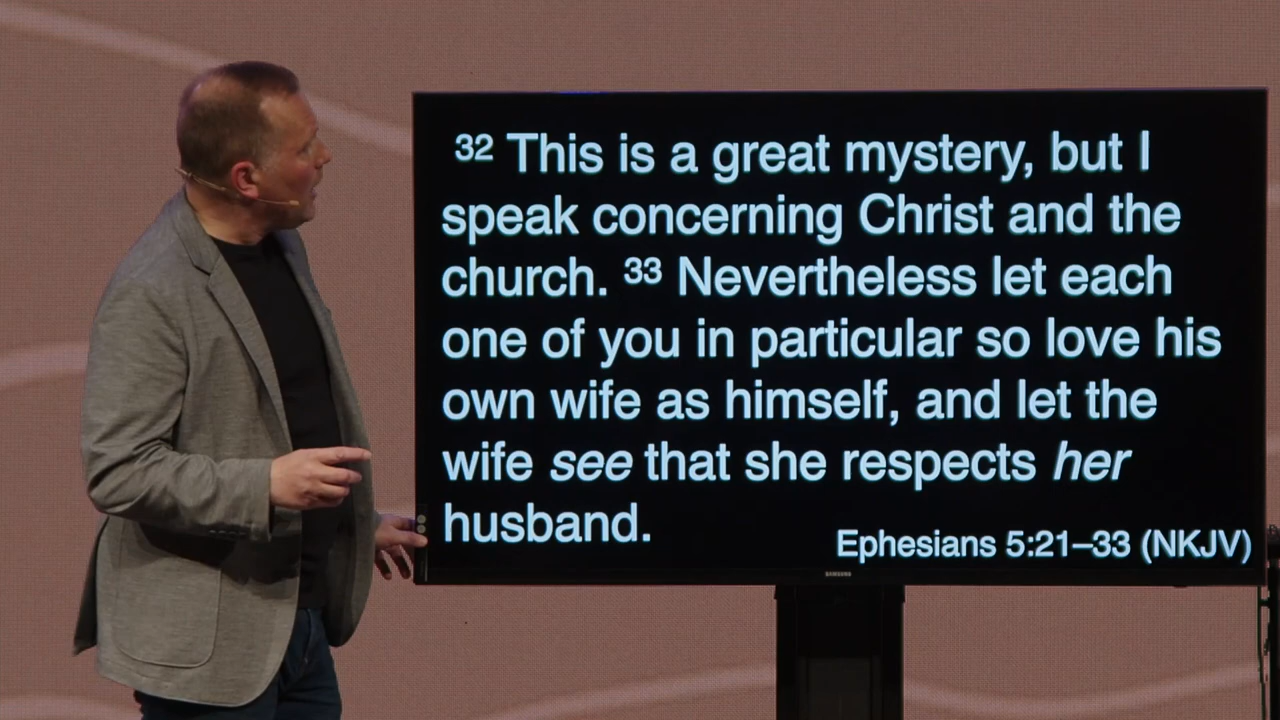 32 This is a great mystery, but I
speak concerning Christ and the
church. 33 Nevertheless let each
one of you in particular so love his
own wife as himself, and let the
wife see that she respects her
husband.
Ephesians 5:21–33 (NKJV)
SAMSUNG